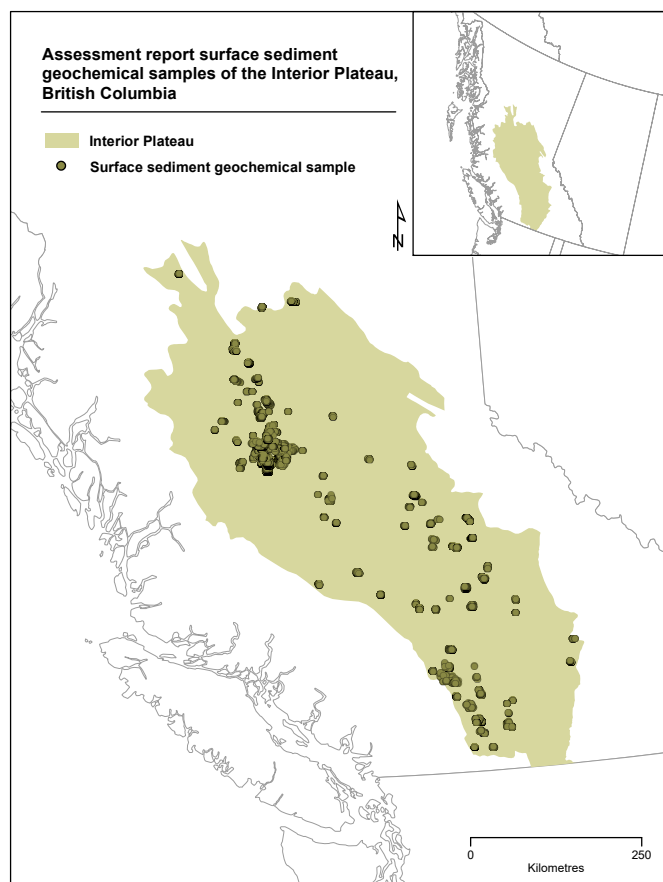 Assessment report surface sediment
geochemical samples of the Interior Plateau,
British Columbia
Interior Plateau
Surface sediment geochemical sample
N
0 250
Kilometres